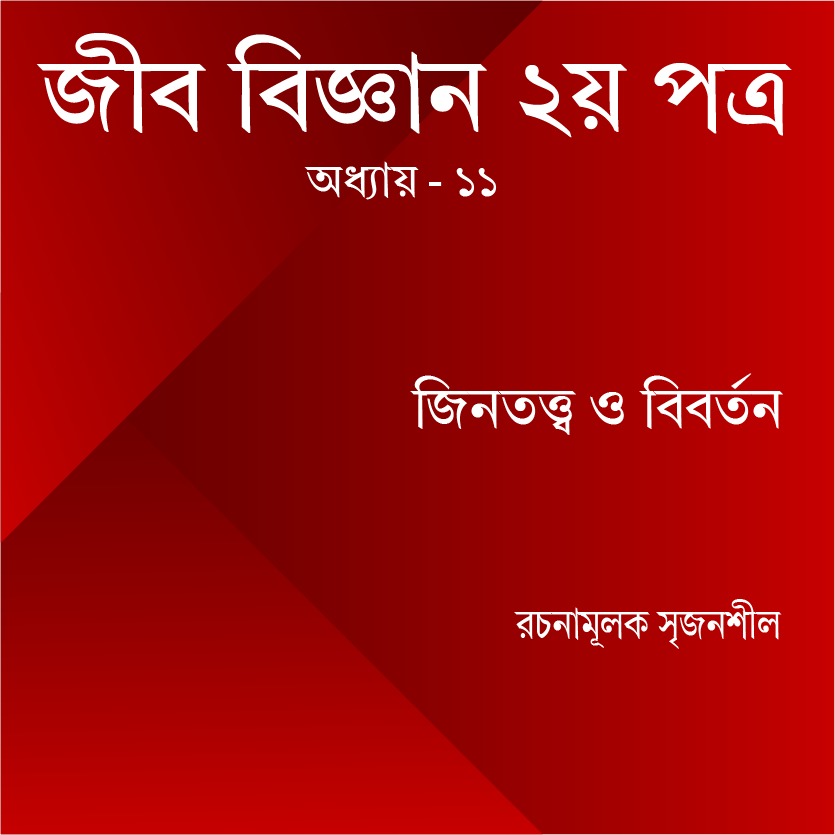 জীব বিজ্ঞান ২য় পত্র
অধ্যায় - ১১
জিনতত্ত্ব ও বিবর্তন
রচনামূলক সৃজনশীল